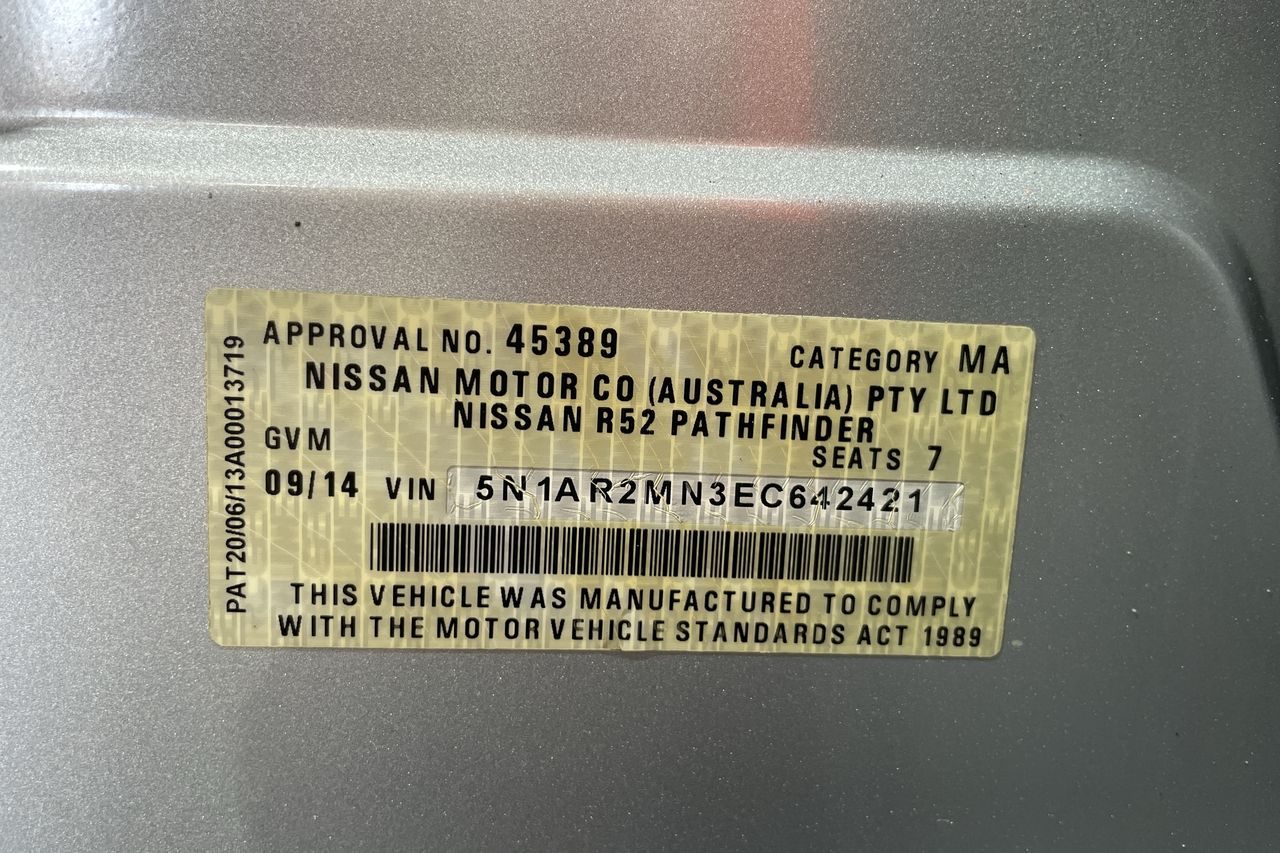 APPROVAL NO. 45389
CATEGORY MA
NISSAN MOTOR CO (AUSTRALIA) PTY LTD
NISSAN R52 PATHFINDER
GVM
SEATS 7
09/14 VIN 5N1AR2MN3EC642421
THIS VEHICLE WAS MANUFACTURED TO COMPLY
WITH THE MOTOR VEHICLE STANDARDS ACT 1989
PAT20/06/13A00013719